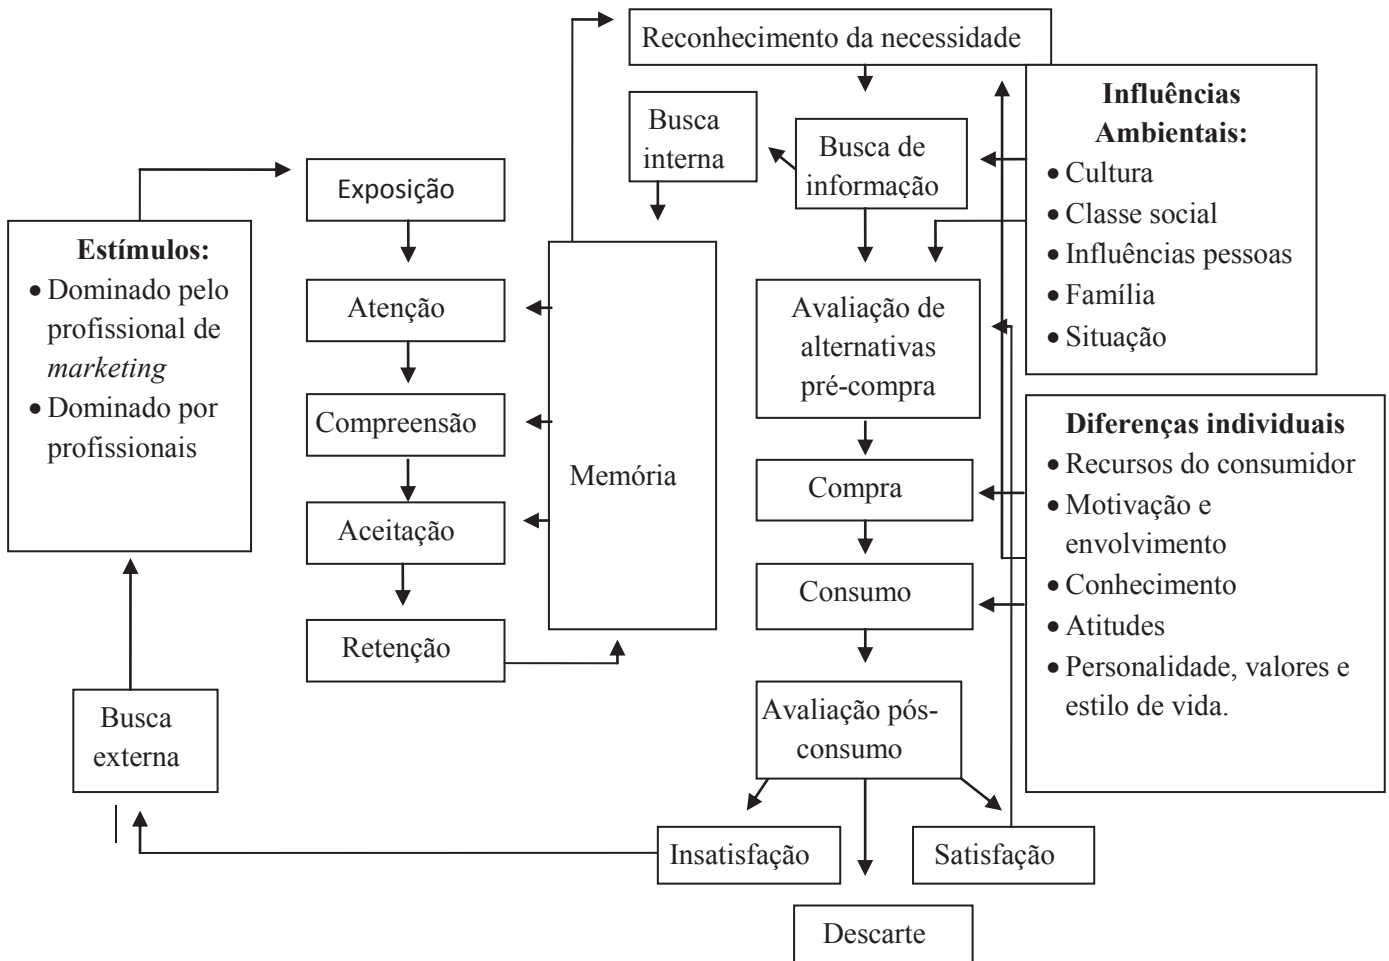 Reconhecimento da necessidade
Busca
interna
Busca de
informação
Influências
Ambientais:
• Cultura
• Classe social
• Influências pessoas
• Família
• Situação
Exposição
Estímulos:
• Dominado pelo
profissional de
marketing
• Dominado por
profissionais
Atenção
Compreensão
Aceitação
Retenção
Memória
Avaliação de
alternativas
pré-compra
Compra
Consumo
Diferenças individuais
• Recursos do consumidor
• Motivação e
envolvimento
• Conhecimento
• Atitudes
• Personalidade, valores e
estilo de vida.
Busca
externa
Avaliação pós-
consumo
Insatisfação
Satisfação
Descarte